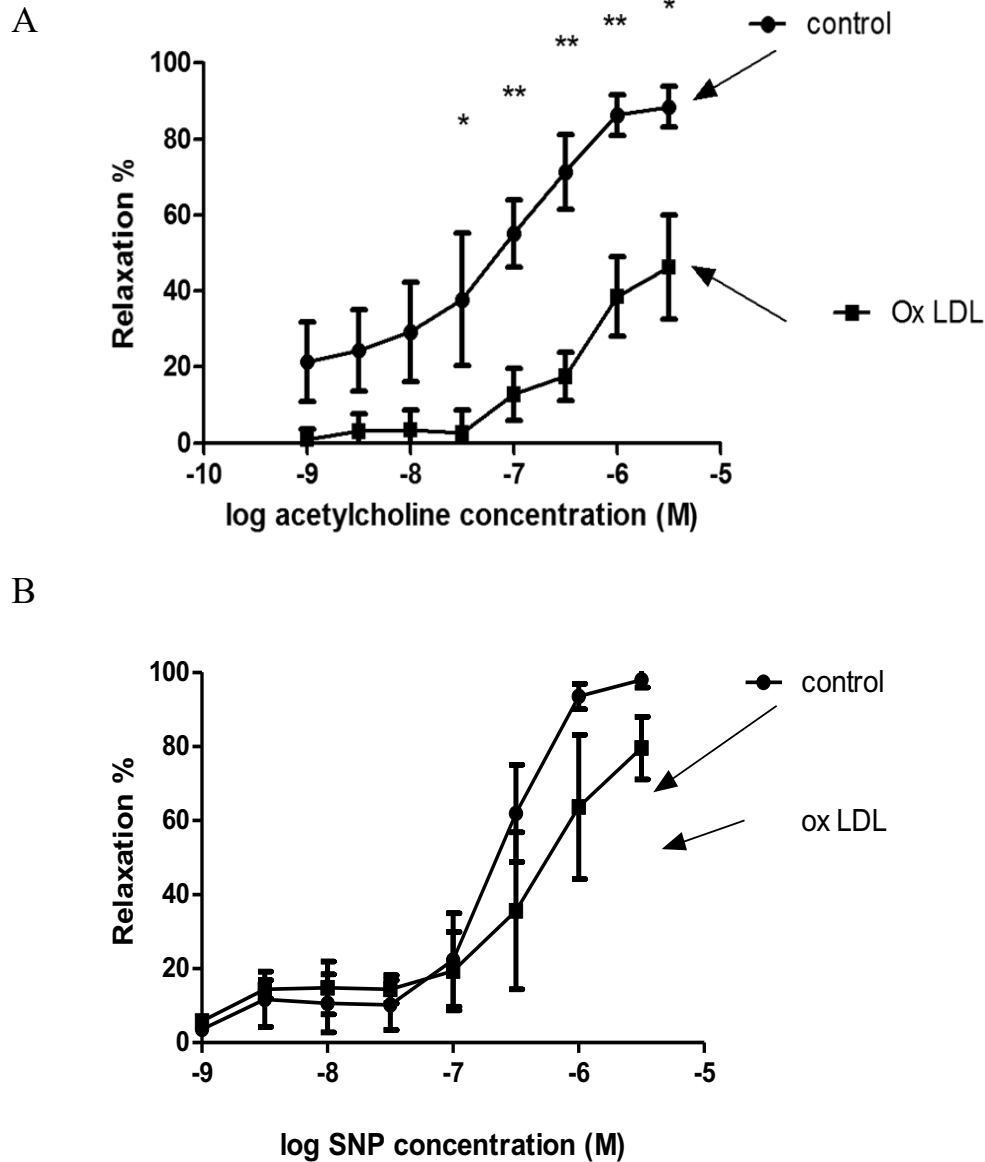 A
* ** ** ** *
control
100
80
60
40
20
0
Relaxation %
Ox LDL
-10 -9 -8 -7 -6 -5
log acetylcholine concentration (M)
B
control
ox LDL
100
80
60
40
20
0
Relaxation %
-9 -8 -7 -6 -5
log SNP concentration (M)